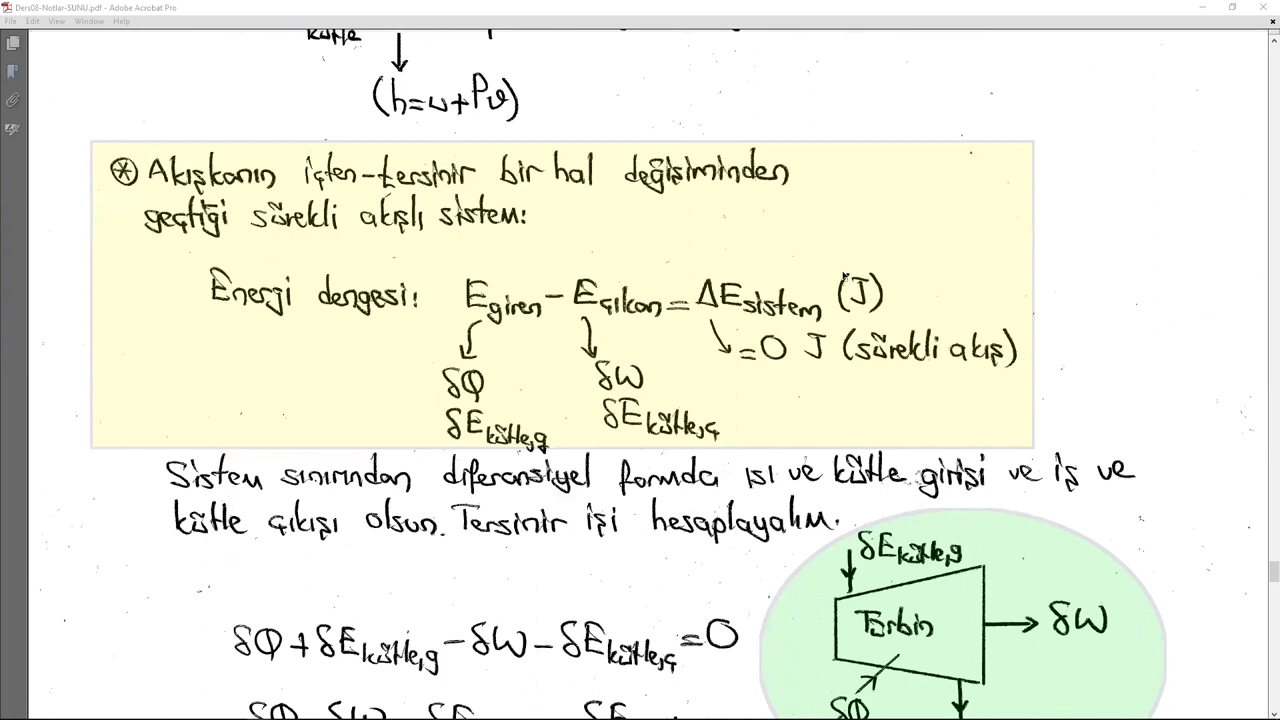 Ders08-Notlar-SUNU.pdf - Adobe Acrobat Pro
File Edit View Window Help
kütle
(h=u+Pv)
⊛ Akışkanın içten-tersinir bir hal değişiminden
geçtiği sürekli akışlı sistem:
Enerji dengesi: Egiren - Eçıkan = ΔEsistem (J)
=0 J (sürekli akış)
δQ δW
δEkütle,g δEkütle,ç
Sistem sınırından diferansiyel formda ısı ve kütle girişi ve iş ve
kütle çıkışı olsun. Tersinir işi hesaplayalım.
δEkütle,g
Türbin → δW
δQ + δEkütle,g - δW - δEkütle,ç = 0
δQ